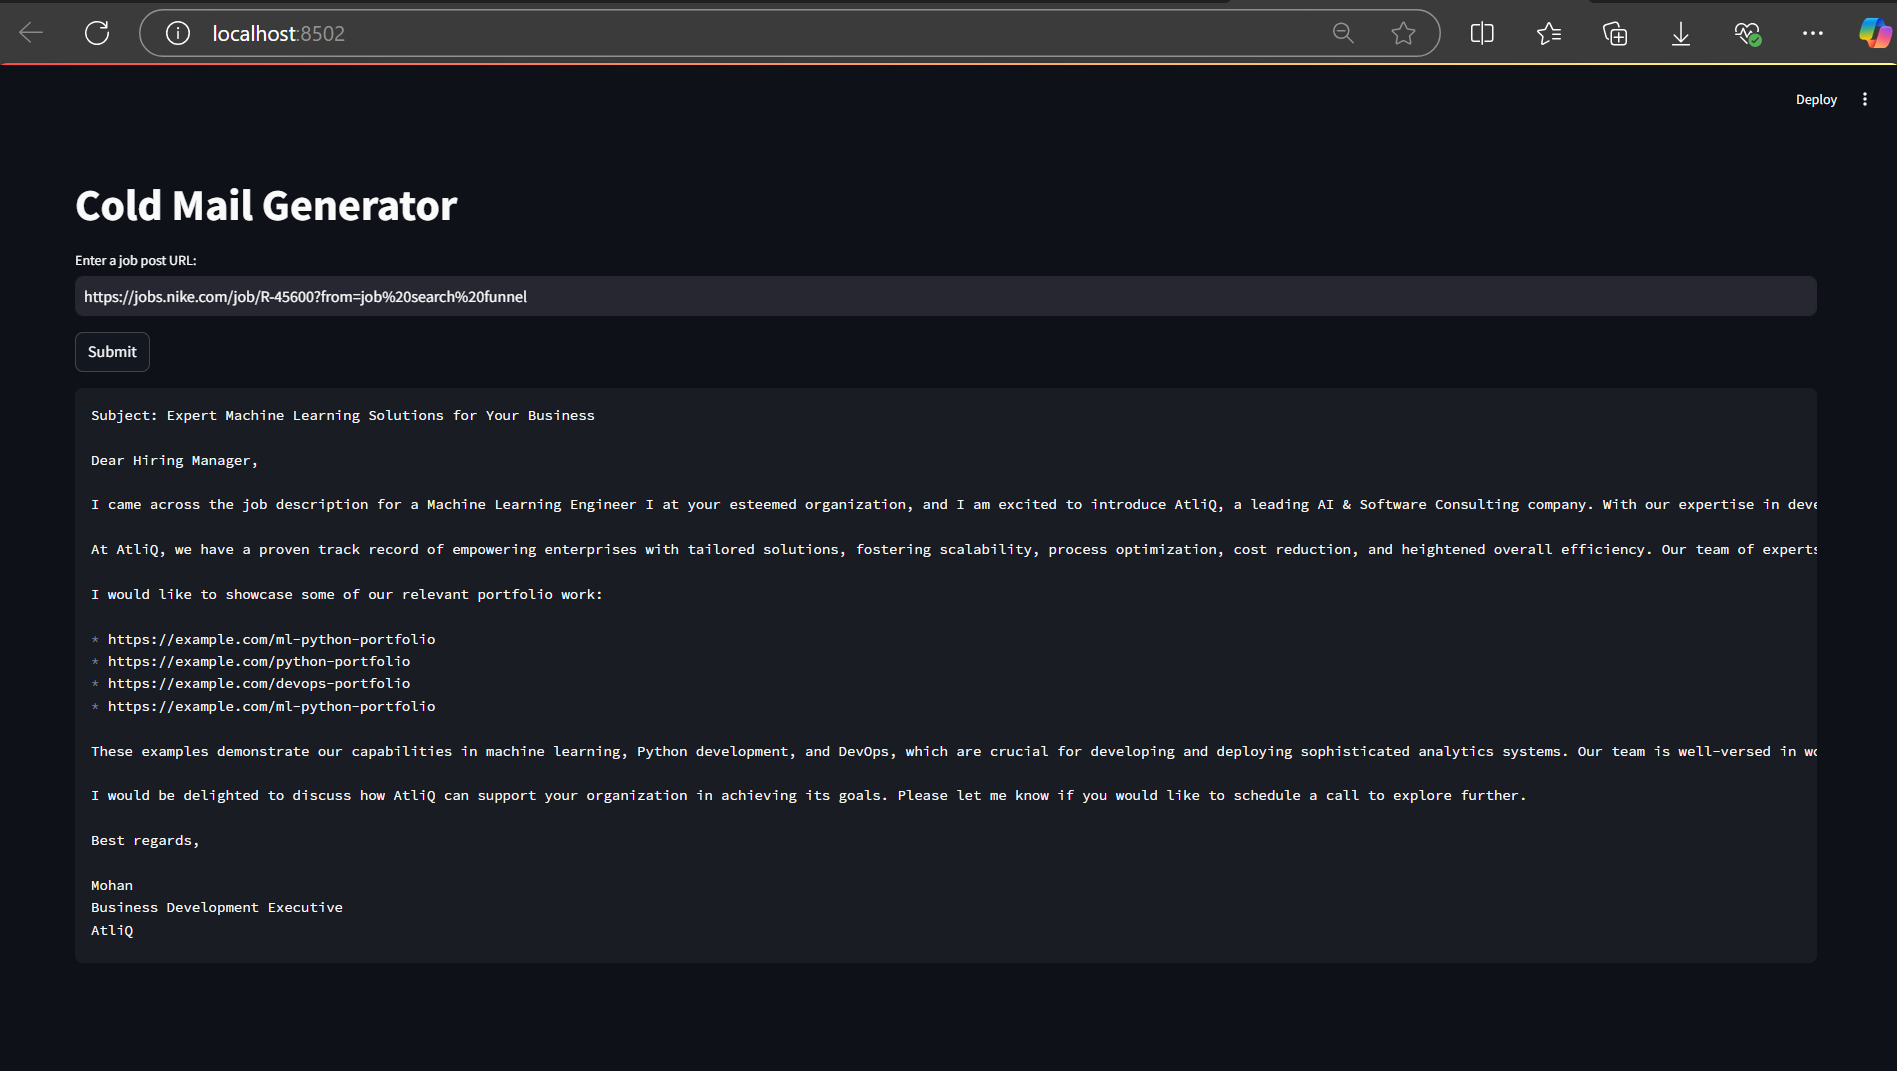 localhost:8502
Deploy
Cold Mail Generator
Enter a job post URL:
https://jobs.nike.com/job/R-45600?from=job%20search%20funnel
Submit
Subject: Expert Machine Learning Solutions for Your Business
Dear Hiring Manager,
I came across the job description for a Machine Learning Engineer I at your esteemed organization, and I am excited to introduce AtliQ, a leading AI & Software Consulting company. With our expertise in deve
At AtliQ, we have a proven track record of empowering enterprises with tailored solutions, fostering scalability, process optimization, cost reduction, and heightened overall efficiency. Our team of experts
I would like to showcase some of our relevant portfolio work:
* https://example.com/ml-python-portfolio
* https://example.com/python-portfolio
* https://example.com/devops-portfolio
* https://example.com/ml-python-portfolio
These examples demonstrate our capabilities in machine learning, Python development, and DevOps, which are crucial for developing and deploying sophisticated analytics systems. Our team is well-versed in wo
I would be delighted to discuss how AtliQ can support your organization in achieving its goals. Please let me know if you would like to schedule a call to explore further.
Best regards,
Mohan
Business Development Executive
AtliQ